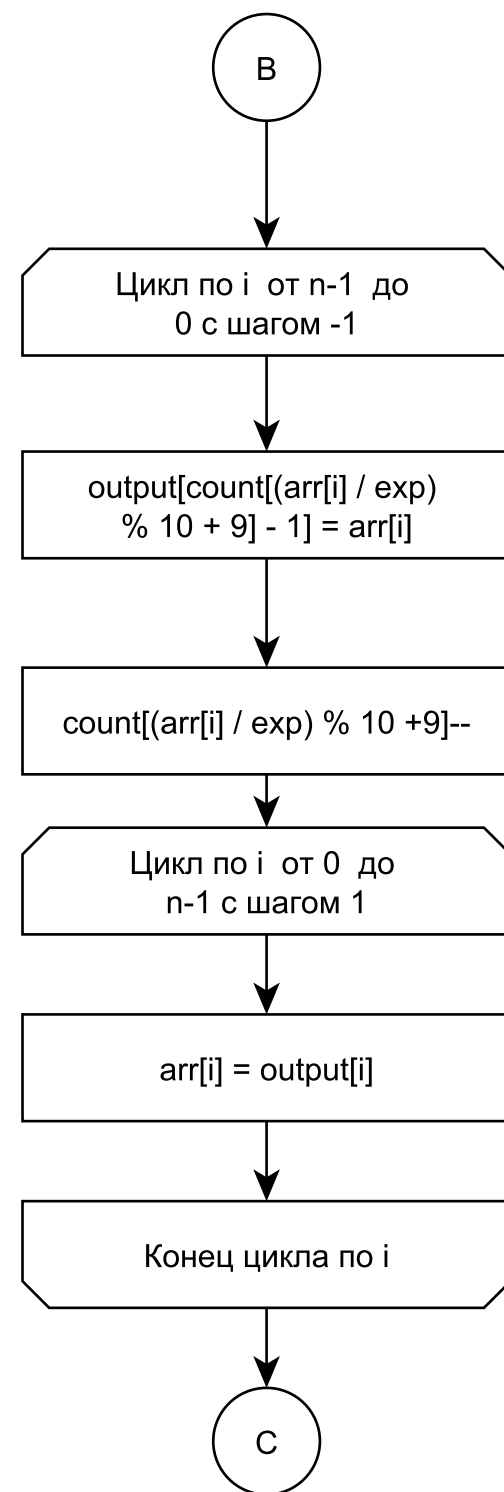 B
Цикл по i от n-1 до
0 с шагом -1
output[count[(arr[i] / exp)
% 10 + 9] - 1] = arr[i]
count[(arr[i] / exp) % 10 +9]--
Цикл по i от 0 до
n-1 с шагом 1
arr[i] = output[i]
Конец цикла по i
C